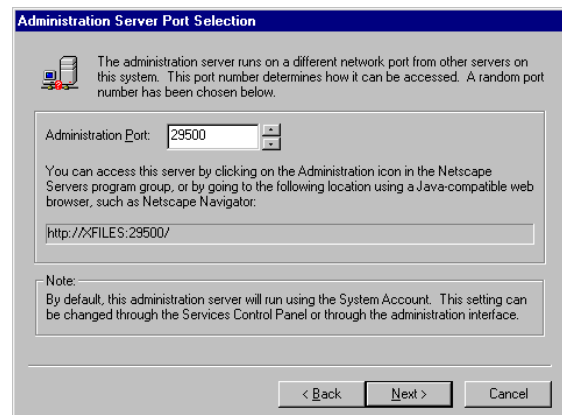 Administration Server Port Selection
The administration server runs on a different network port from other servers on
this system. This port number determines how it can be accessed. A random port
number has been chosen below.
Administration Port:
29500
You can access this server by clicking on the Administration icon in the Netscape
Servers program group, or by going to the following location using a Java-compatible web
browser, such as Netscape Navigator:
http://XFILES:29500/
Note:
By default, this administration server will run using the System Account. This setting can
be changed through the Services Control Panel or through the administration interface.
< Back
Next >
Cancel